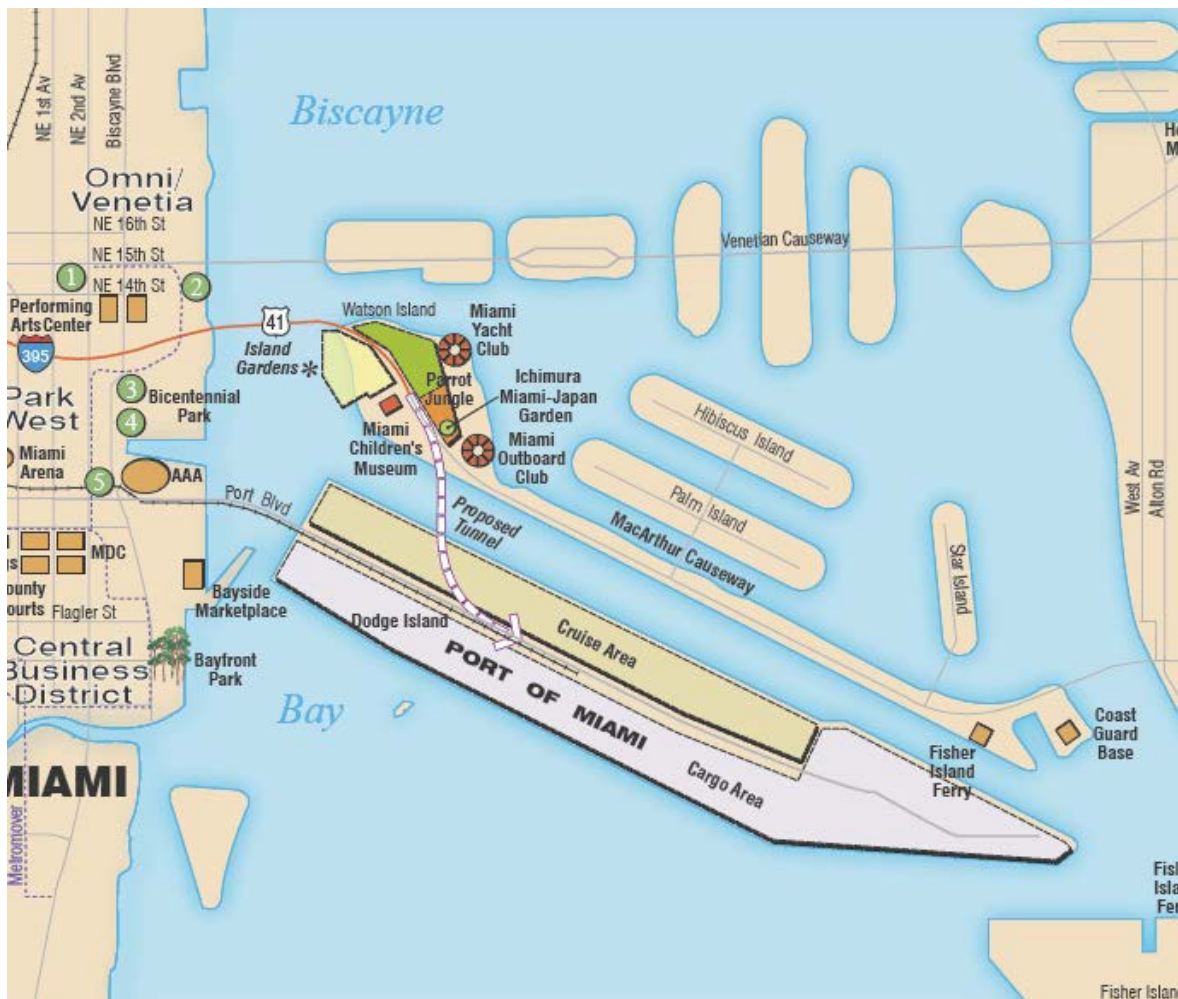 NE 1st Av
NE 2nd Av
Biscayne Blvd
Biscayne
Omni/
Venetia
NE 16th St
NE 15th St
NE 14th St
1
2
Performing
Arts Center
395
41
Venetian Causeway
Watson Island
Island
Gardens *
Miami
Yacht
Club
Parrot
Jungle
Ichimura
Miami-Japan
Garden
Miami
Children's
Museum
Miami
Outboard
Club
Park
West
3
Bicentennial
Park
4
Miami
Arena
5
AAA
Port Blvd
Proposed
Tunnel
Hibiscus Island
Palm Island
MacArthur Causeway
Star Island
West Av
Alton Rd
MDC
ounty
ourts
Flagler St
Bayside
Marketplace
Central
Business
District
Bayfront
Park
Bay
Dodge Island
Cruise Area
PORT OF MIAMI
Cargo Area
Fisher
Island
Ferry
Coast
Guard
Base
MIAMI
Metromover
Fisher Islan